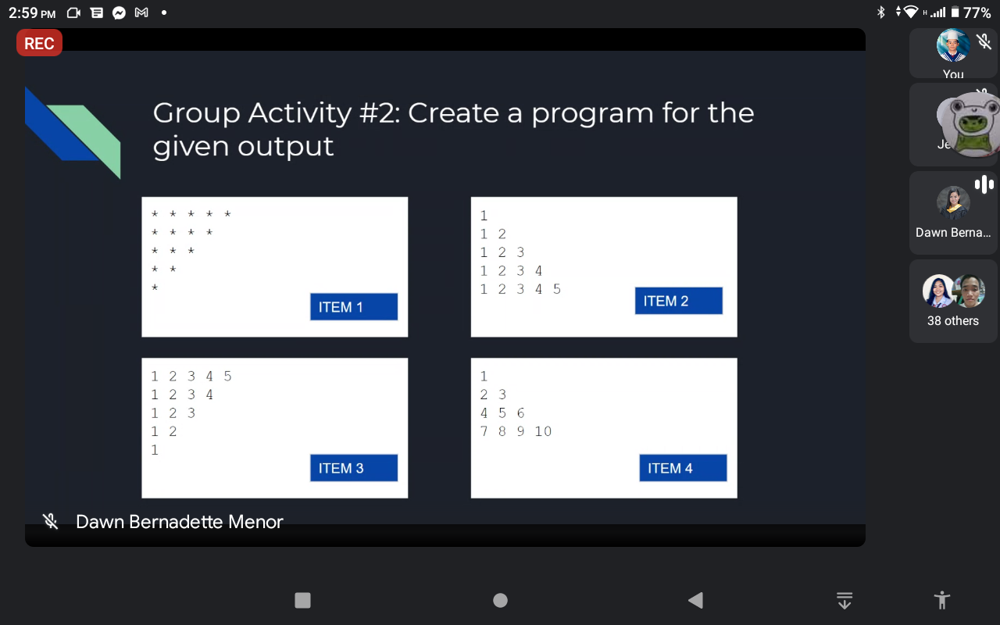 2:59 PM
H
77%
REC
Group Activity #2: Create a program for the
given output
* * * * *
* * * *
* * *
* *
*
ITEM 1
1
1 2
1 2 3
1 2 3 4
1 2 3 4 5
ITEM 2
1 2 3 4 5
1 2 3 4
1 2 3
1 2
1
ITEM 3
1
2 3
4 5 6
7 8 9 10
ITEM 4
Dawn Bernadette Menor
You
Dawn Berna...
38 others